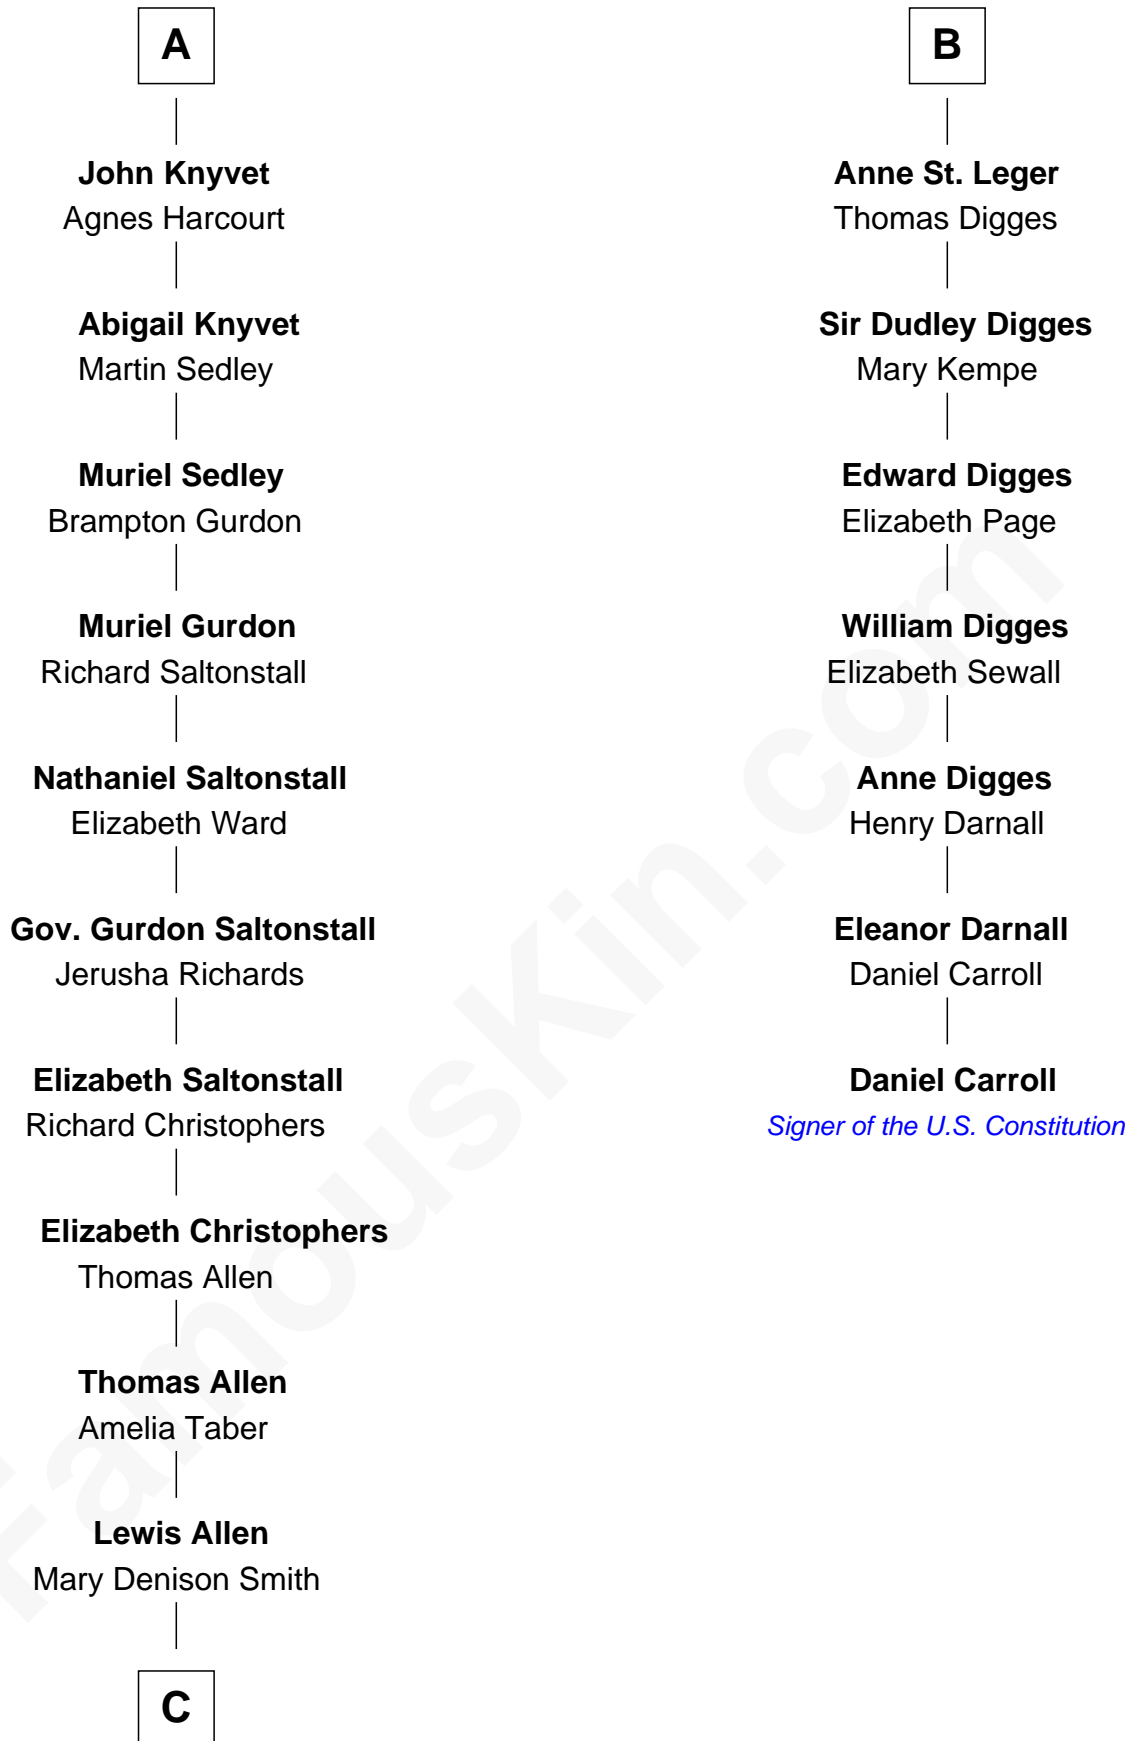 A
John Knyvet
Agnes Harcourt
Abigail Knyvet
Martin Sedley
Muriel Sedley
Brampton Gurdon
Muriel Gurdon
Richard Saltonstall
Nathaniel Saltonstall
Elizabeth Ward
Gov. Gurdon Saltonstall
Jerusha Richards
Elizabeth Saltonstall
Richard Christophers
Elizabeth Christophers
Thomas Allen
Thomas Allen
Amelia Taber
Lewis Allen
Mary Denison Smith
C
B
Anne St. Leger
Thomas Digges
Sir Dudley Digges
Mary Kempe
Edward Digges
Elizabeth Page
William Digges
Elizabeth Sewall
Anne Digges
Henry Darnall
Eleanor Darnall
Daniel Carroll
Daniel Carroll
Signer of the U.S. Constitution
FamousKin.com